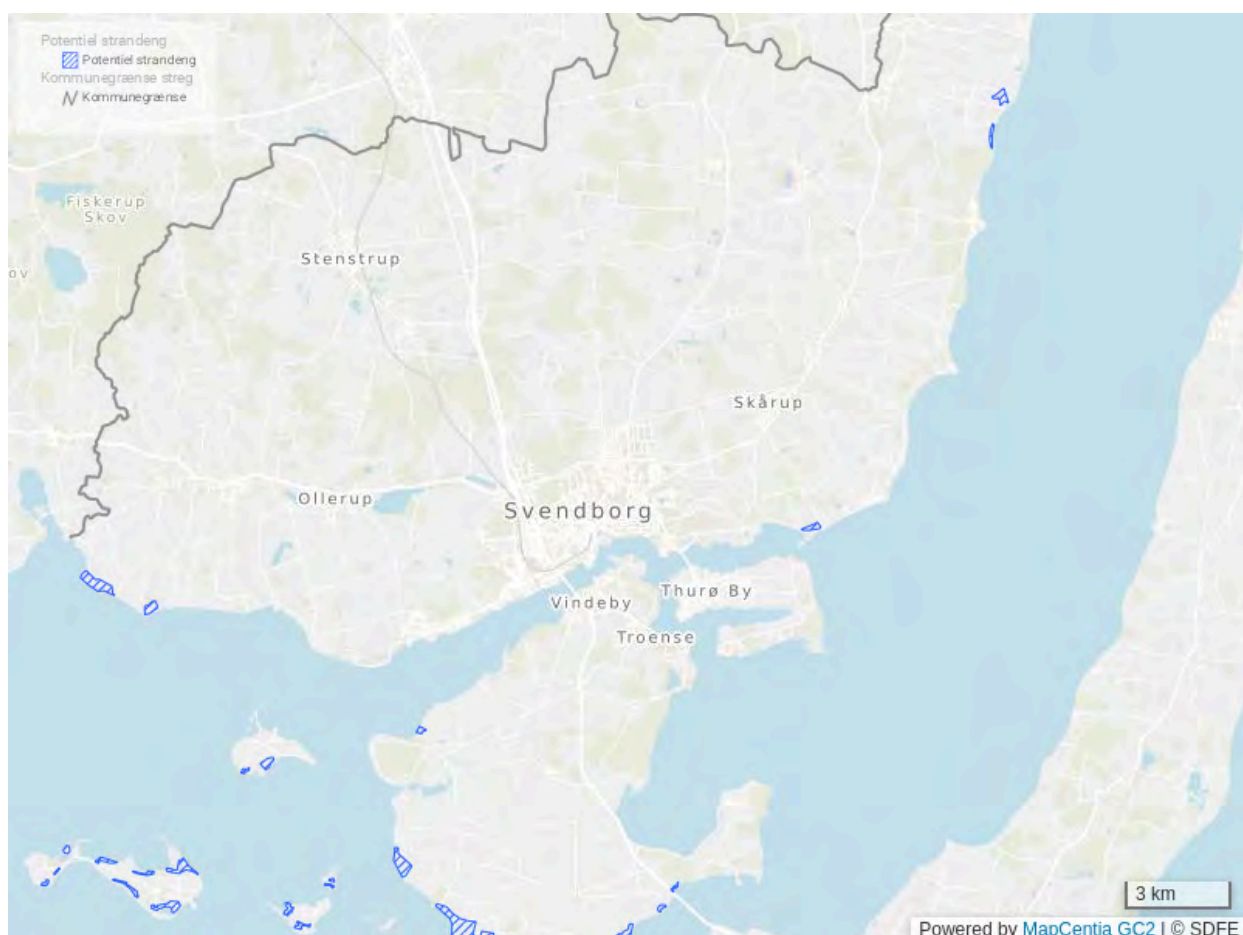 Potentiel strandeng
Potentiel strandeng
Kommunegrænse streg
Kommunegrænse
Fiskerup
Skov
ov
Stenstrup
Skårup
Ollerup
Svendborg
Vindeby
Thurø By
Troense
3 km
Powered by MapCentia GC2 | © SDFE